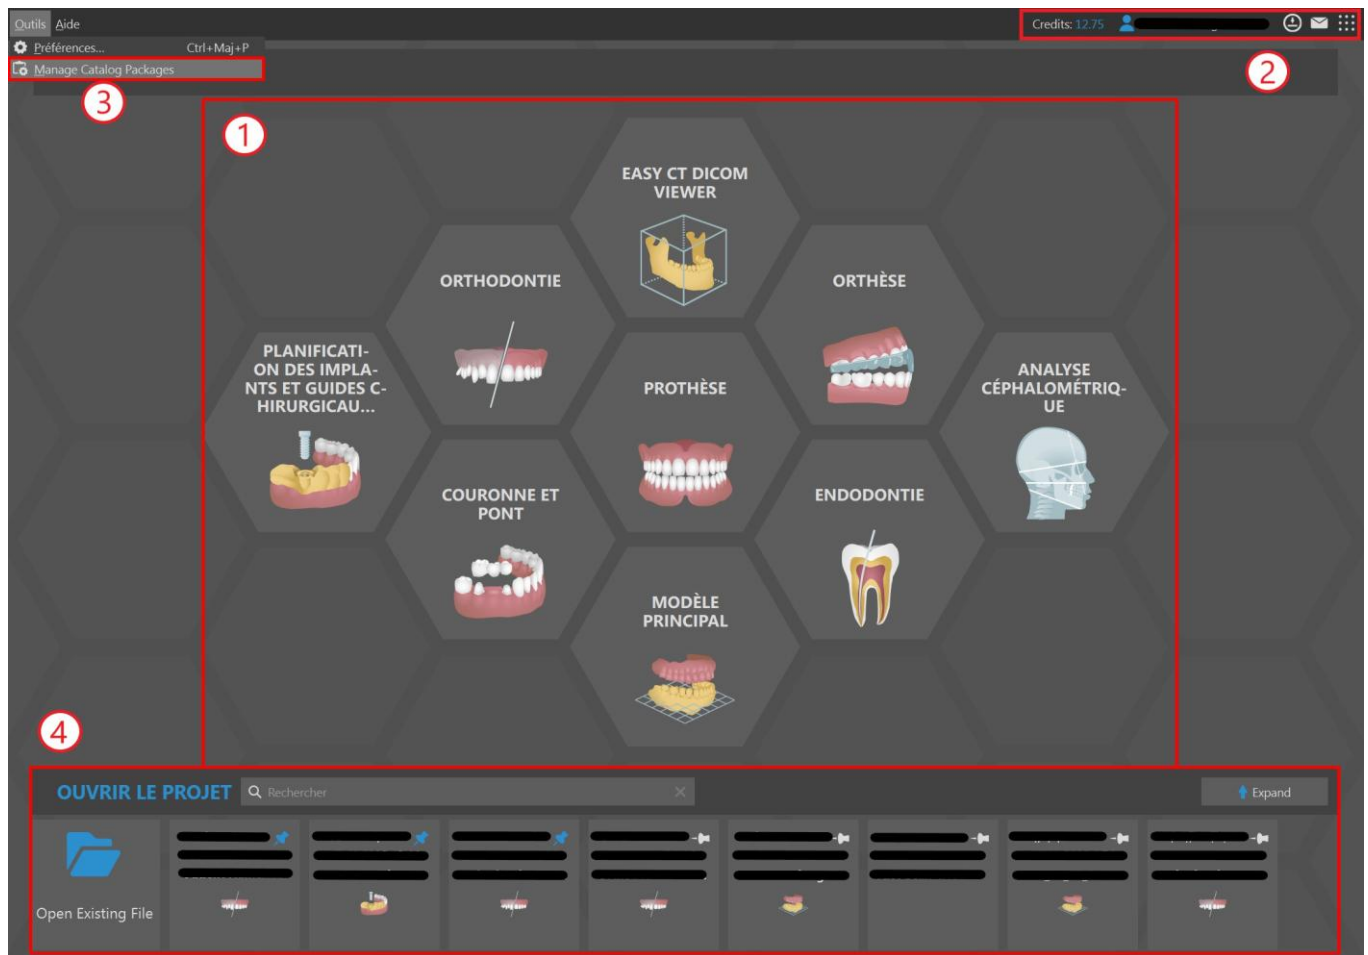 Outils Aide
Credits: 12.75
Préférences... Ctrl+Maj+P
Manage Catalog Packages
2
3
1
EASY CT DICOM
VIEWER
ORTHODONTIE
ORTHÈSE
PLANIFICATI-
ON DES IMPLA-
NTS ET GUIDES C-
HIRURGICAU...
PROTHÈSE
ANALYSE
CÉPHALOMÉTRIQ-
UE
COURONNE ET
PONT
ENDODONTIE
MODÈLE
PRINCIPAL
4
OUVRIR LE PROJET Rechercher Expand
Open Existing File